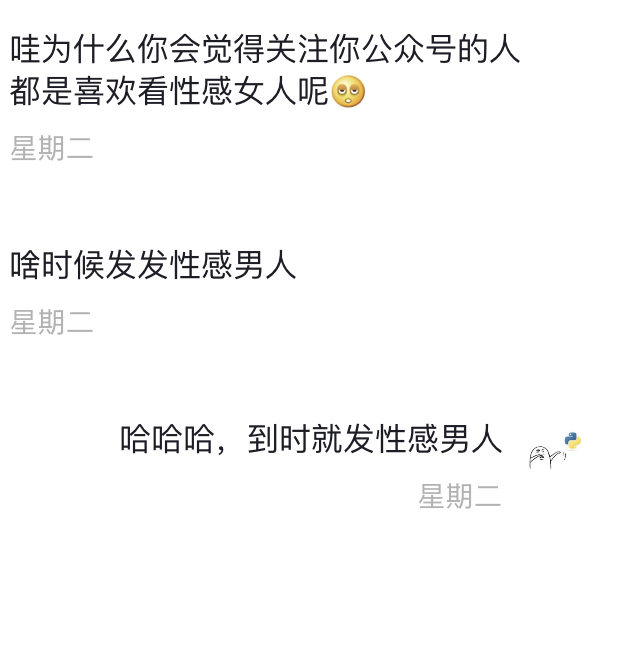 哇为什么你会觉得关注你公众号的人
都是喜欢看性感女人呢🙄
星期二
啥时候发发性感男人
星期二
哈哈哈，到时就发性感男人
星期二